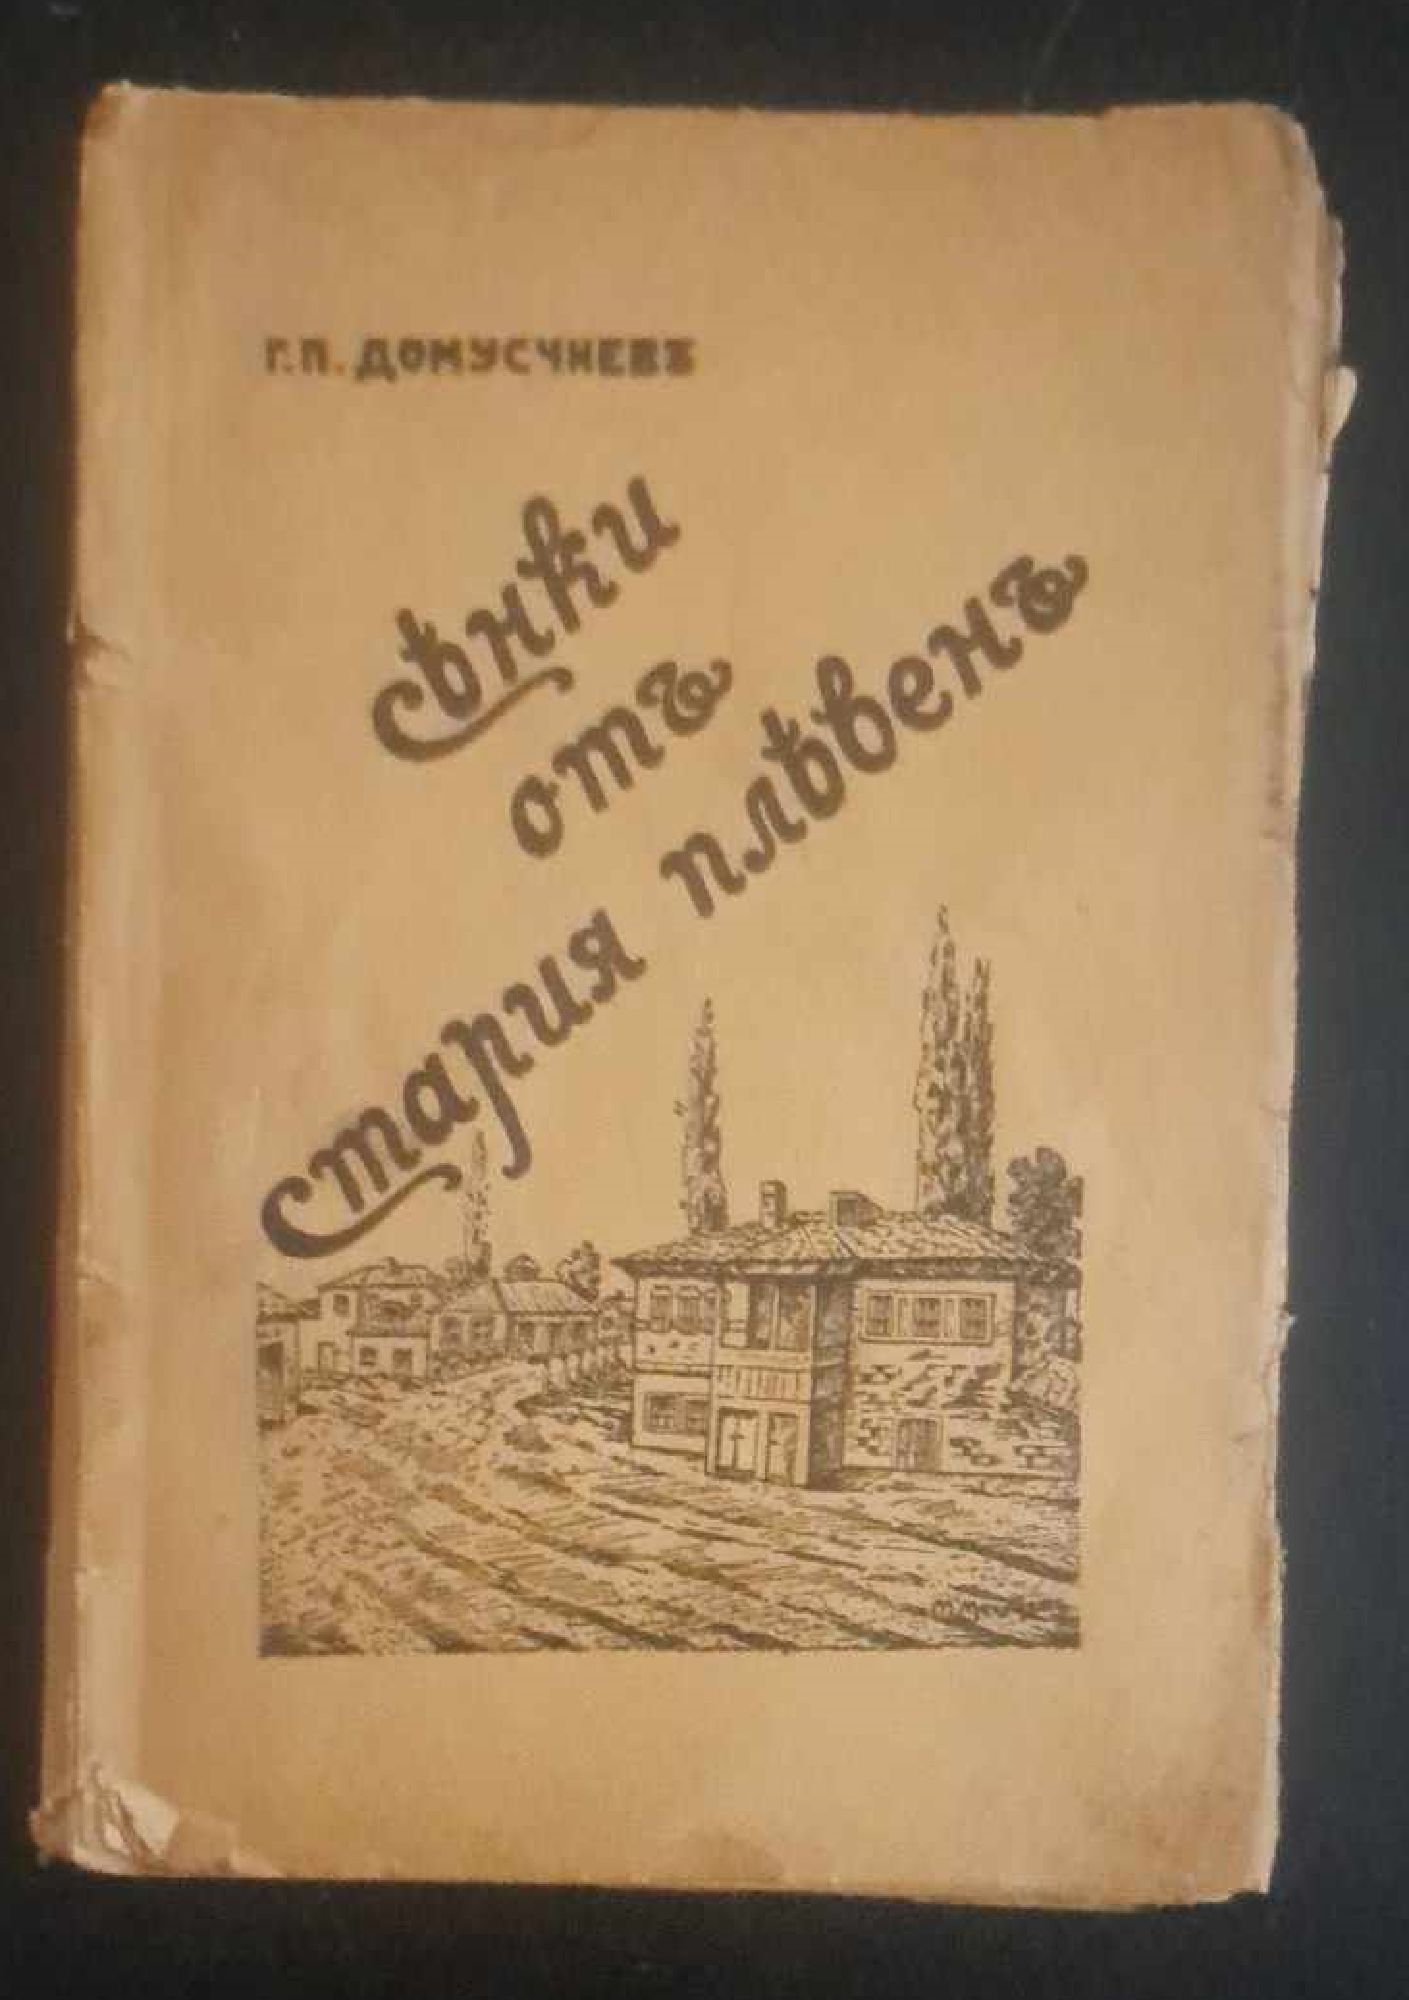 Г. П. ДОМУСЧИЕВЪ
Сѣнки
отъ
стария плѣвенъ